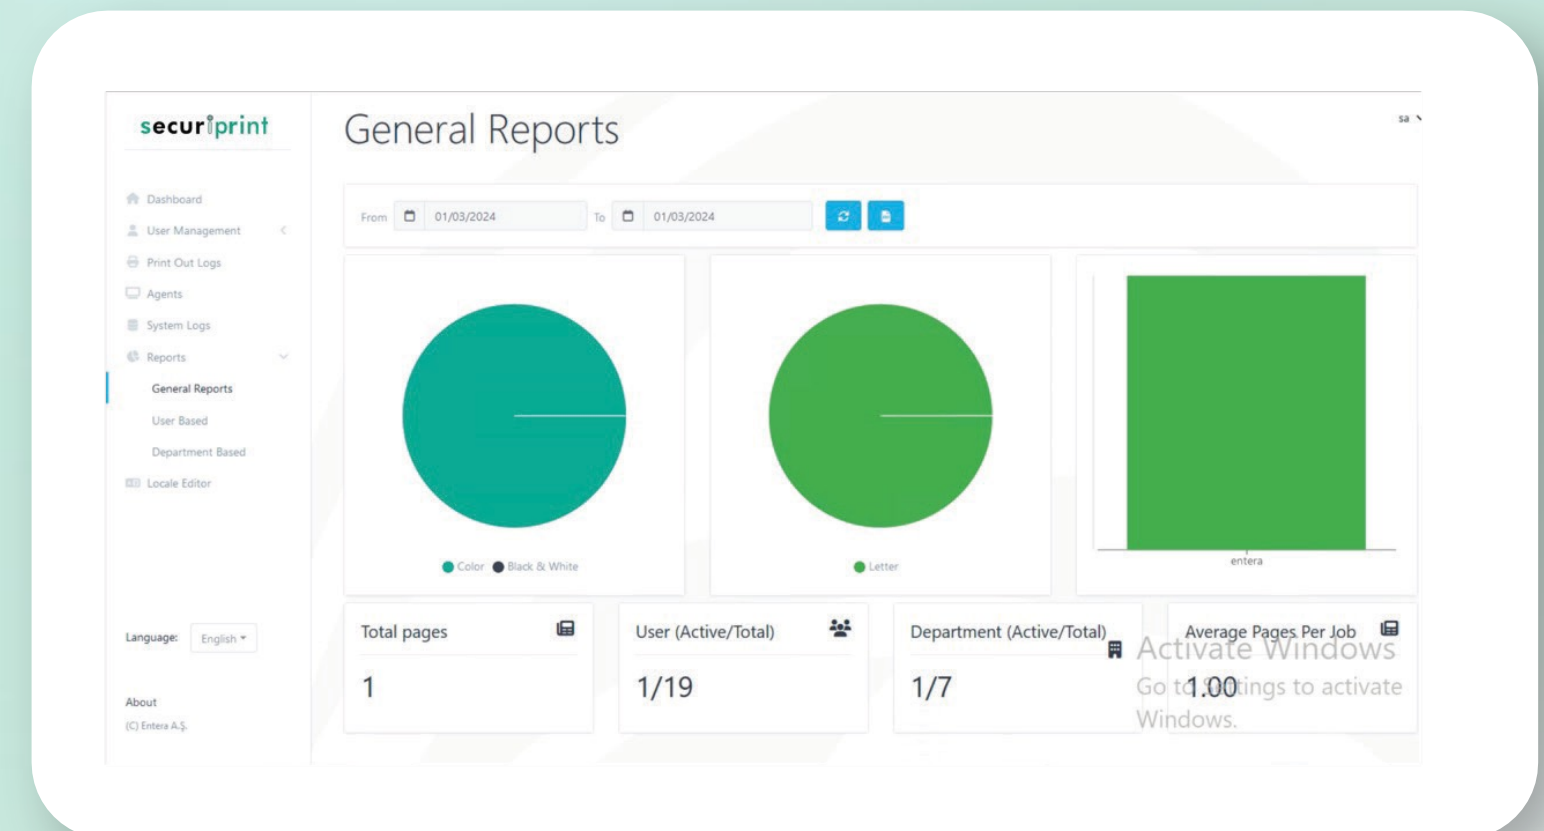 securiprint
General Reports
sa
Dashboard
User Management
Print Out Logs
Agents
System Logs
Reports
General Reports
User Based
Department Based
Locale Editor
Language: English
About
(C) Entera A.Ş.
From 01/03/2024 To 01/03/2024
Color Black & White
Letter
entera
Total pages
1
User (Active/Total)
1/19
Department (Active/Total)
1/7
Average Pages Per Job
1.00
Activate Windows
Go to Settings to activate
Windows.